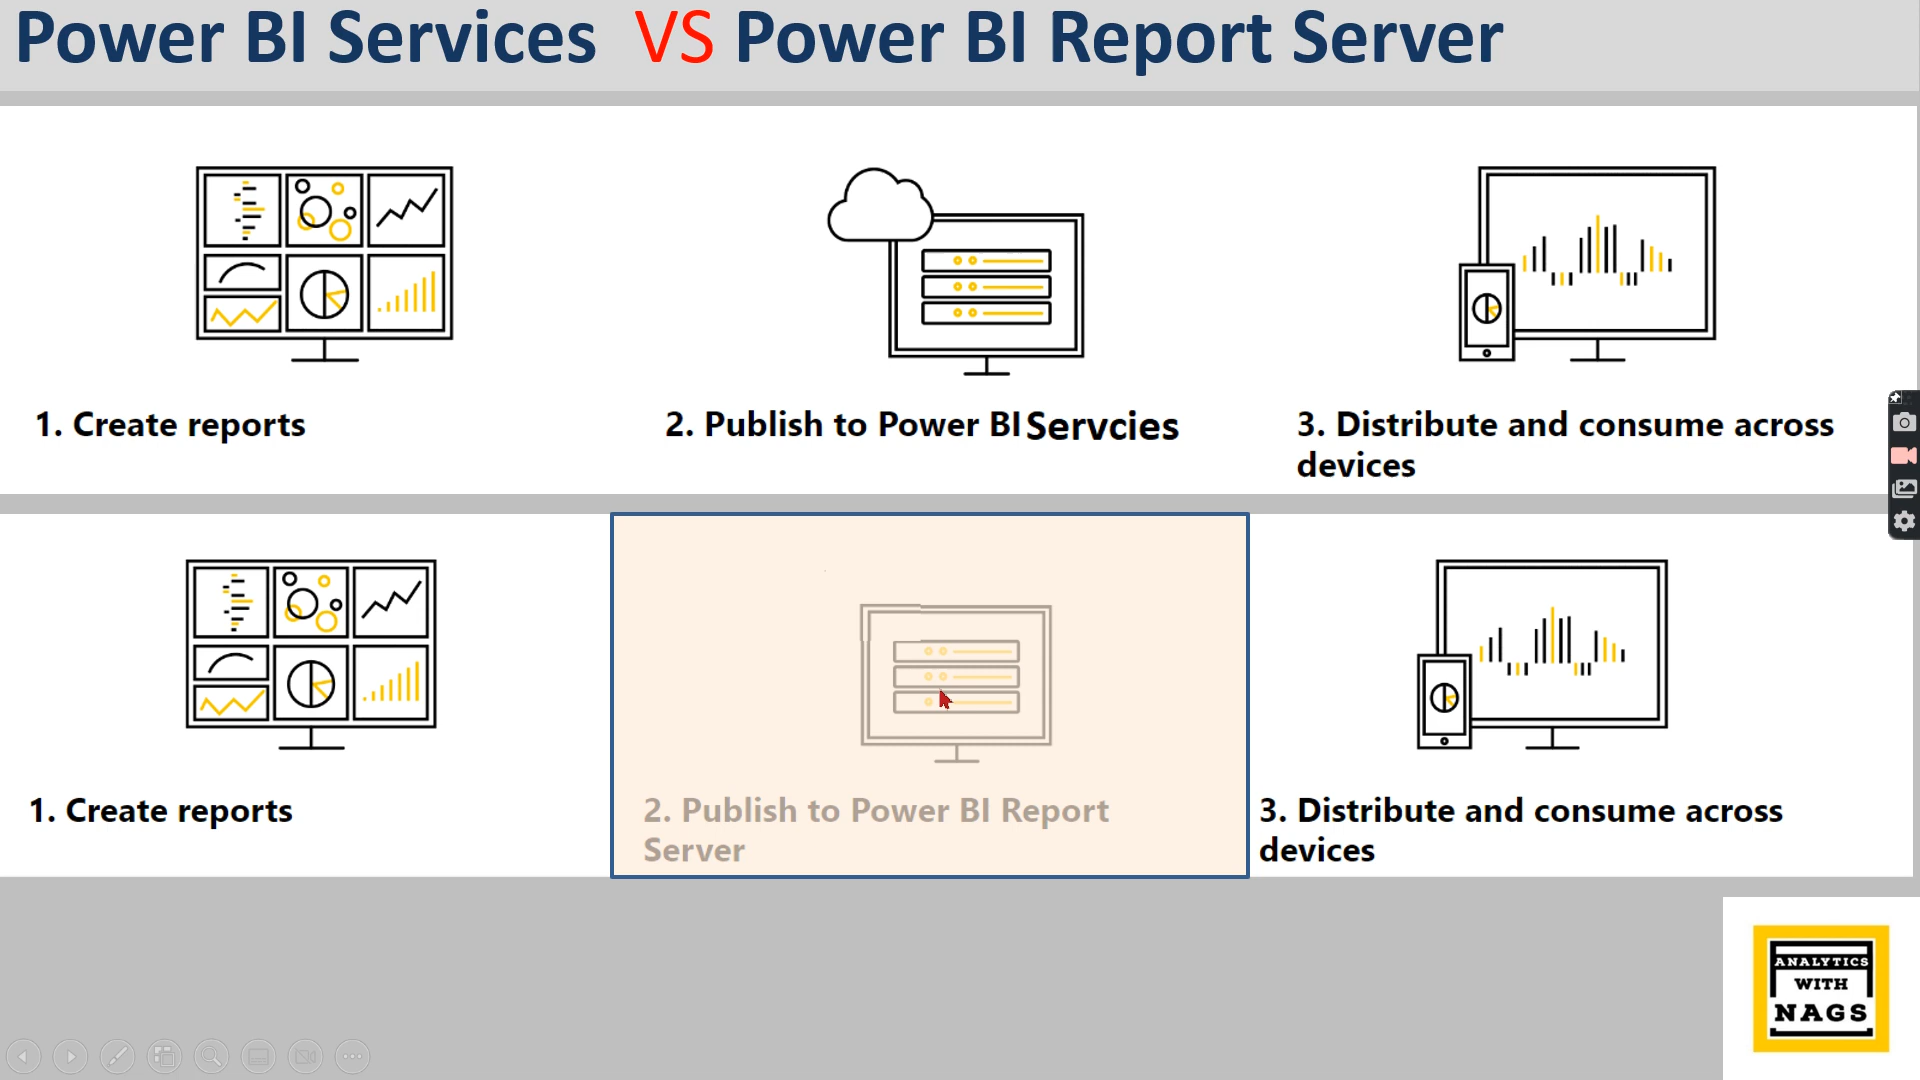 Power BI Services VS Power BI Report Server
1. Create reports
2. Publish to Power BI Servcies
3. Distribute and consume across
devices
1. Create reports
2. Publish to Power BI Report
Server
3. Distribute and consume across
devices
ANALYTICS
WITH
NAGS